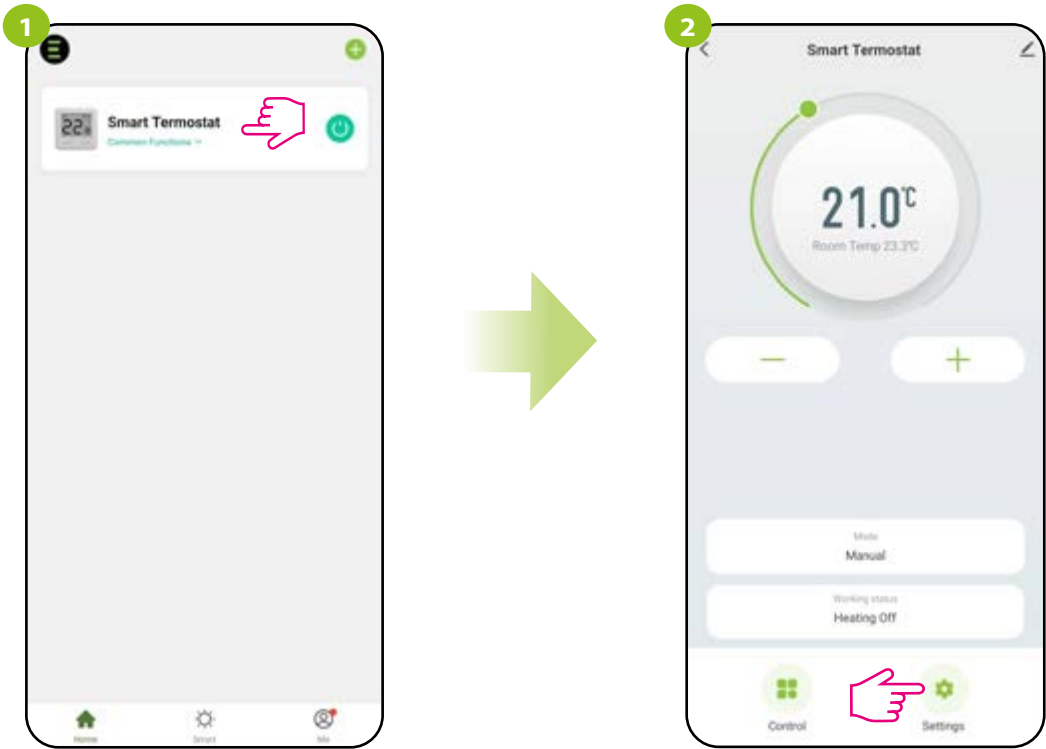 1
22
Smart Termostat
Common Functions
Home
Smart
Me
2
Smart Termostat
21.0°C
Room Temp 23.3°C
Mode
Manual
Working status
Heating Off
Control
Settings